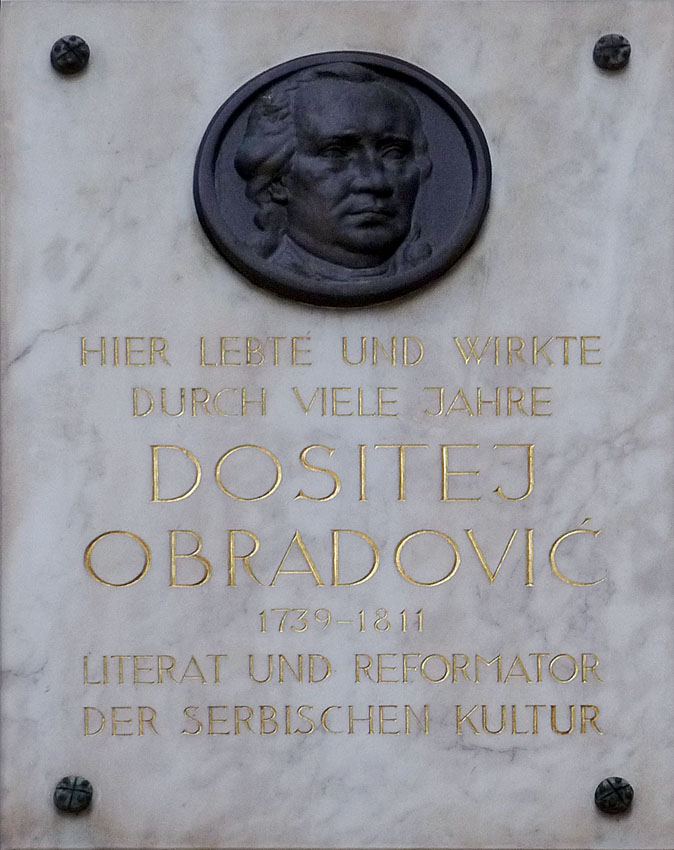 HIER LEBTE UND WIRKTE
DURCH VIELE JAHRE
DOSITEJ
OBRADOVIĆ
1739–1811
LITERAT UND REFORMATOR
DER SERBISCHEN KULTUR